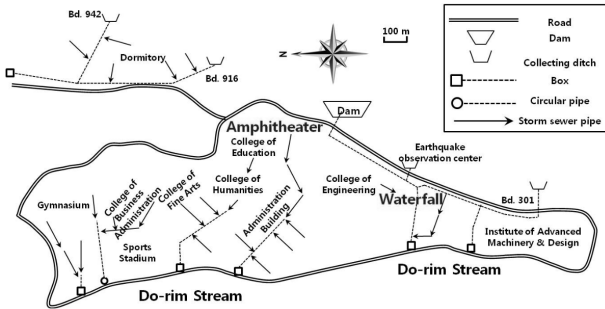 Bd. 942
Dormitory
Bd. 916
100 m
N
Road
Dam
Collecting ditch
Box
Circular pipe
Storm sewer pipe
Dam
Amphitheater
College of
Education
Earthquake
observation center
College of
Humanities
College of
Fine Arts
College of
Business
Administration
Gymnasium
Sports
Stadium
Administration
Building
College of
Engineering
Waterfall
Bd. 301
Institute of Advanced
Machinery & Design
Do-rim Stream
Do-rim Stream